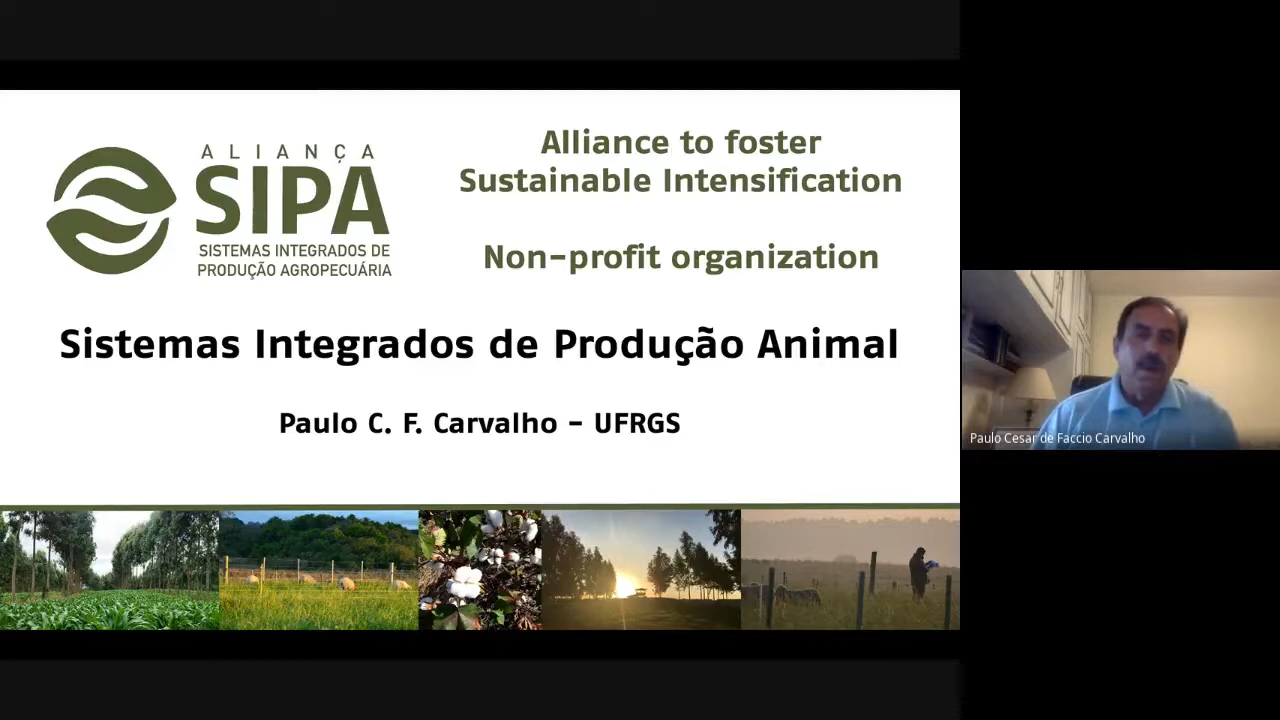 ALIANÇA
SIPA
SISTEMAS INTEGRADOS DE
PRODUÇÃO AGROPECUÁRIA
Alliance to foster
Sustainable Intensification
Non-profit organization
Sistemas Integrados de Produção Animal
Paulo C. F. Carvalho - UFRGS
Paulo Cesar de Faccio Carvalho